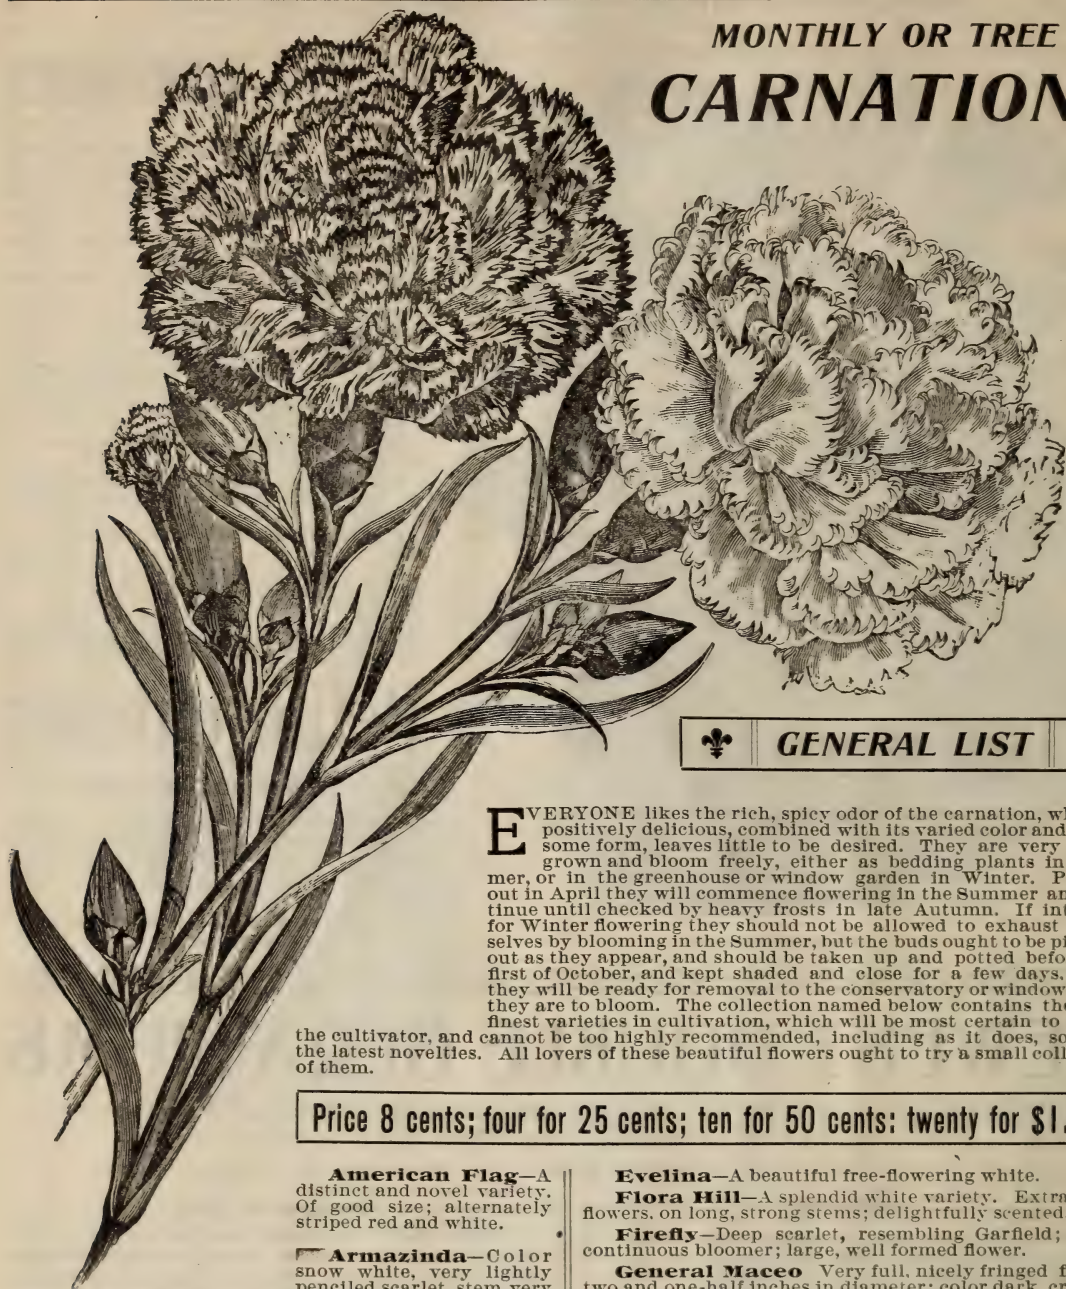 MONTHLY OR TREE
CARNATION
GENERAL LIST
EVERYONE likes the rich, spicy odor of the carnation,
positively delicious, combined with its varied color and
some form, leaves little to be desired. They are very
grown and bloom freely, either as bedding plants in
mer, or in the greenhouse or window garden in Winter.
out in April they will commence flowering in the Summer
tinue until checked by heavy frosts in late Autumn. If
for Winter flowering they should not be allowed to exhaust
selves by blooming in the Summer, but the buds ought to be
out as they appear, and should be taken up and potted
first of October, and kept shaded and close for a few days,
they will be ready for removal to the conservatory or window
they are to bloom. The collection named below contains
finest varieties in cultivation, which will be most certain to
the cultivator, and cannot be too highly recommended, including as it does,
the latest novelties. All lovers of these beautiful flowers ought to try a small
of them.
Price 8 cents; four for 25 cents; ten for 50 cents: twenty for
American Flag—A
distinct and novel variety.
Of good size; alternately
striped red and white.
Armazinda—Color
snow white, very lightly
penciled scarlet, stem very
Evelina—A beautiful free-flowering white.
Flora Hill—A splendid white variety. Extra
flowers, on long, strong stems; delightfully scented
Firefly—Deep scarlet, resembling Garfield;
continuous bloomer; large, well formed flower.
General Maceo Very full, nicely fringed
two and one-half inches in diameter; color dark